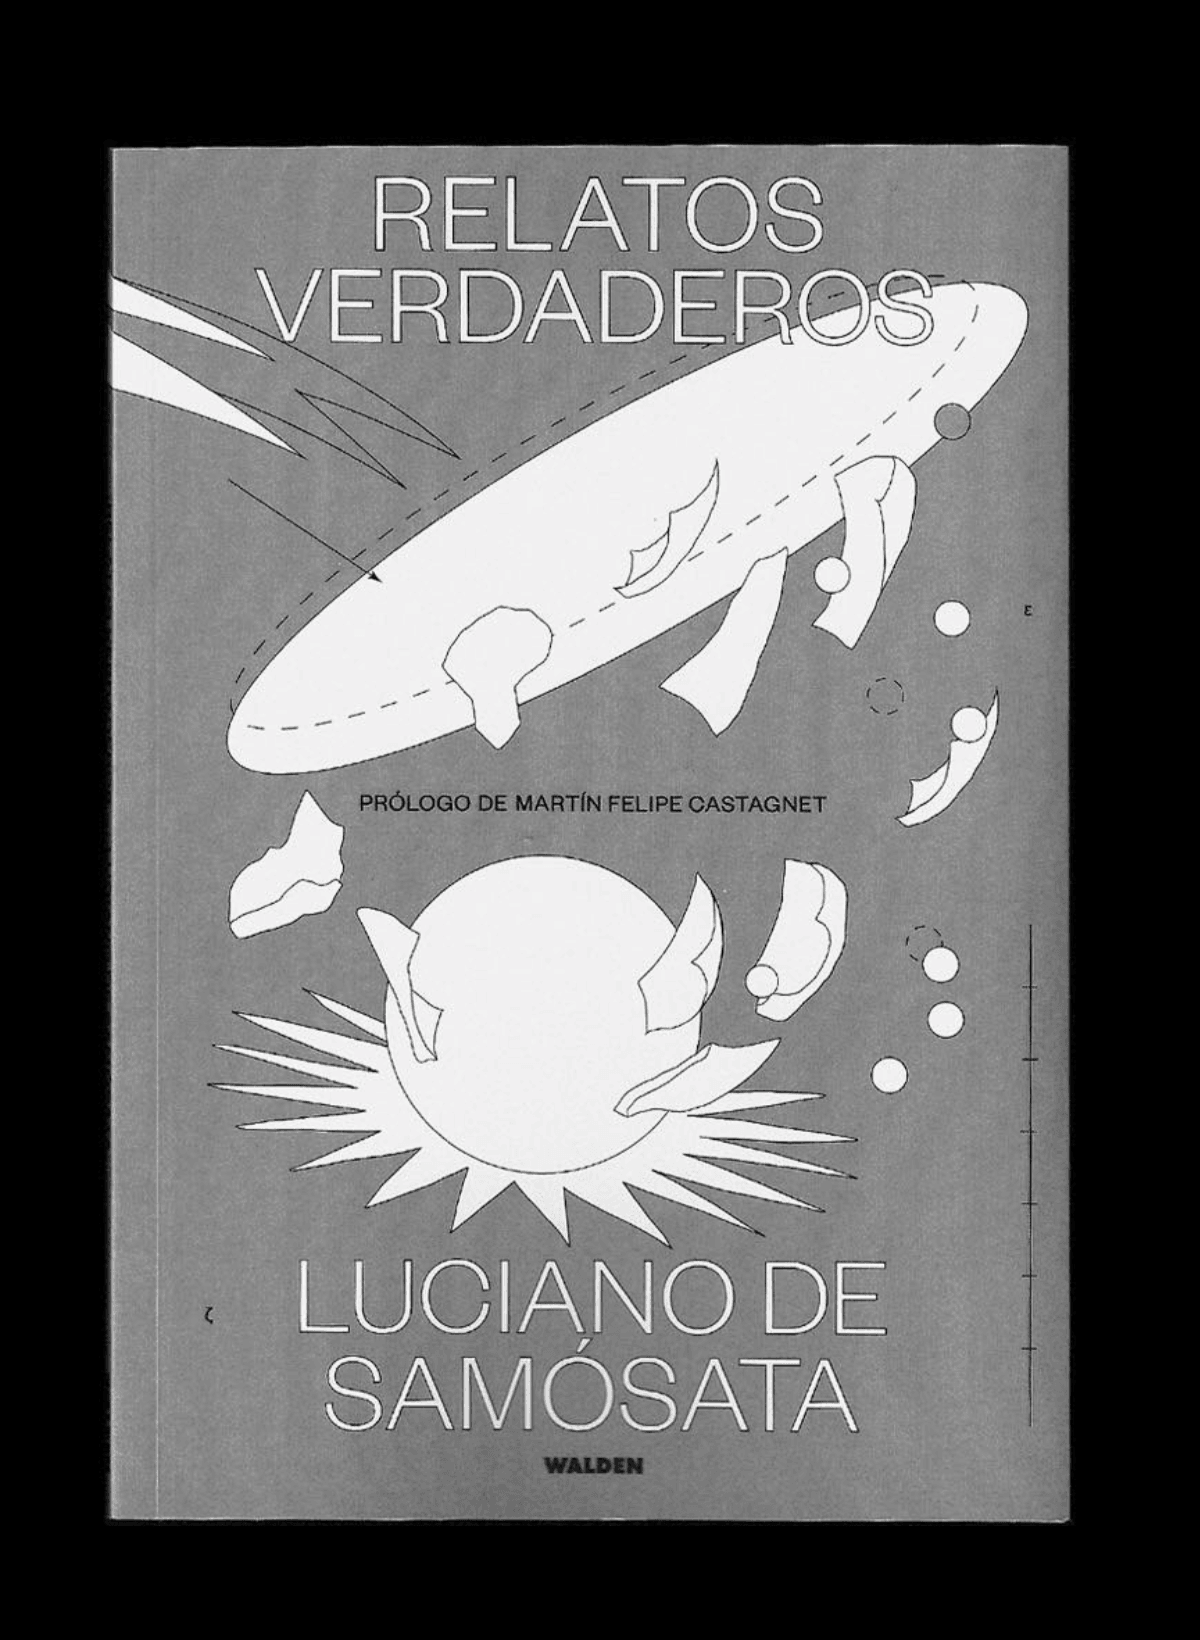 RELATOS
VERDADEROS
ε
PRÓLOGO DE MARTÍN FELIPE CASTAGNET
ζ
LUCIANO DE
SAMÓSATA
WALDEN